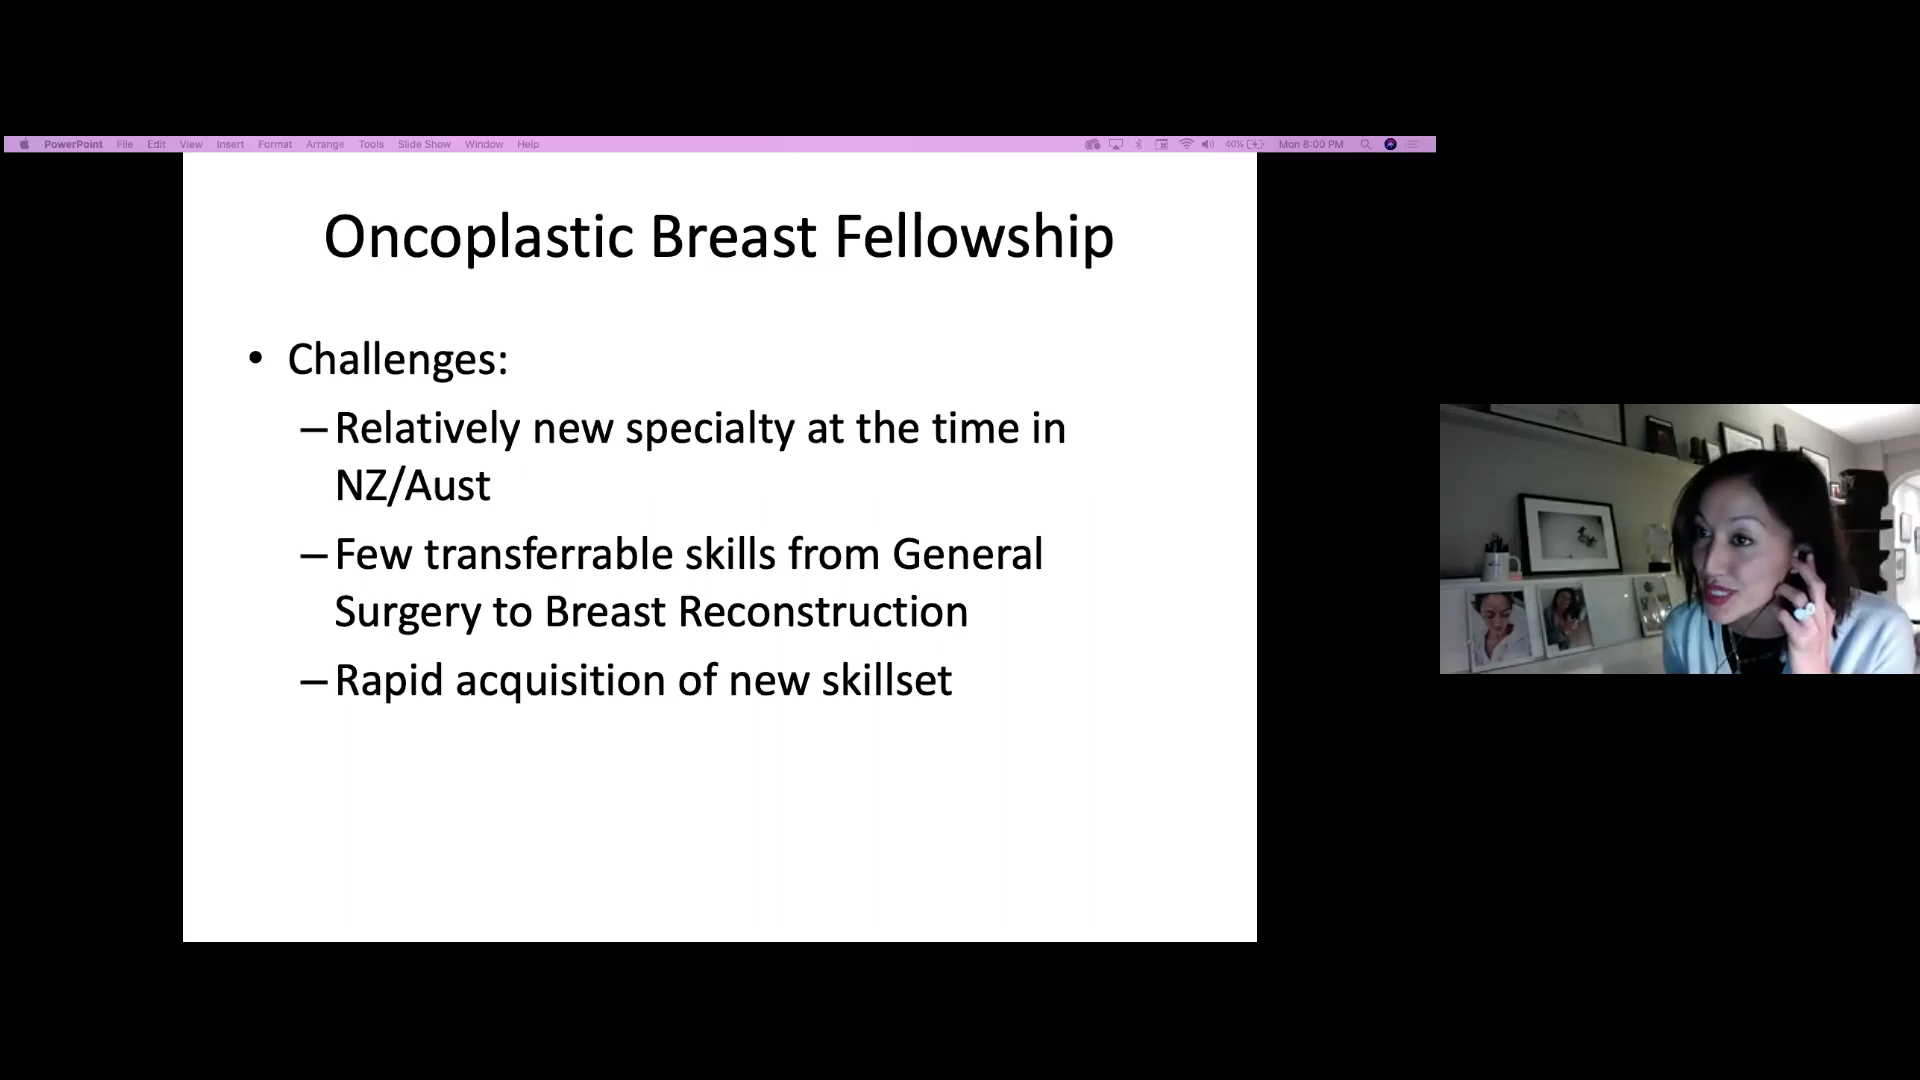 PowerPoint File Edit View Insert Format Arrange Tools Slide Show Window Help 40% Mon 8:00 PM
Oncoplastic Breast Fellowship
• Challenges:
–Relatively new specialty at the time in
NZ/Aust
–Few transferrable skills from General
Surgery to Breast Reconstruction
–Rapid acquisition of new skillset